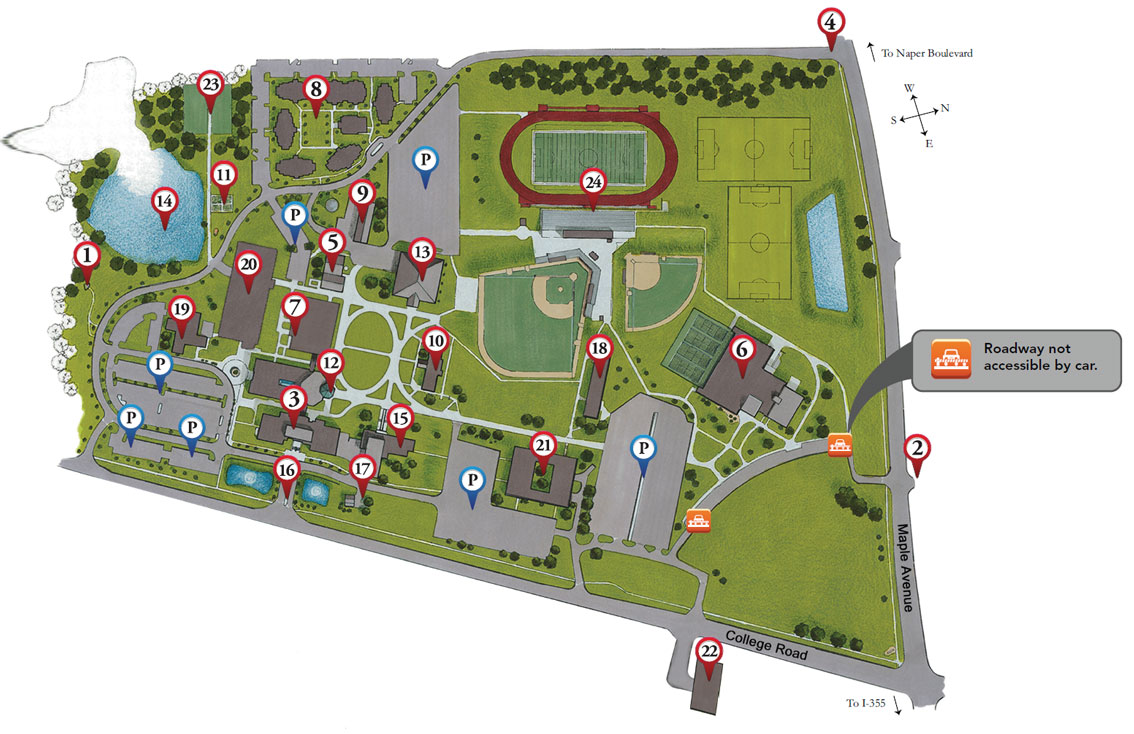 4
To Naper Boulevard
W
N
S
E
23
8
P
11
14
9
24
P
1
20
5
13
7
19
10
18
6
Roadway not
accessible by car.
P
12
3
P
P
15
21
P
2
16
17
P
Maple Avenue
College Road
22
To I-355